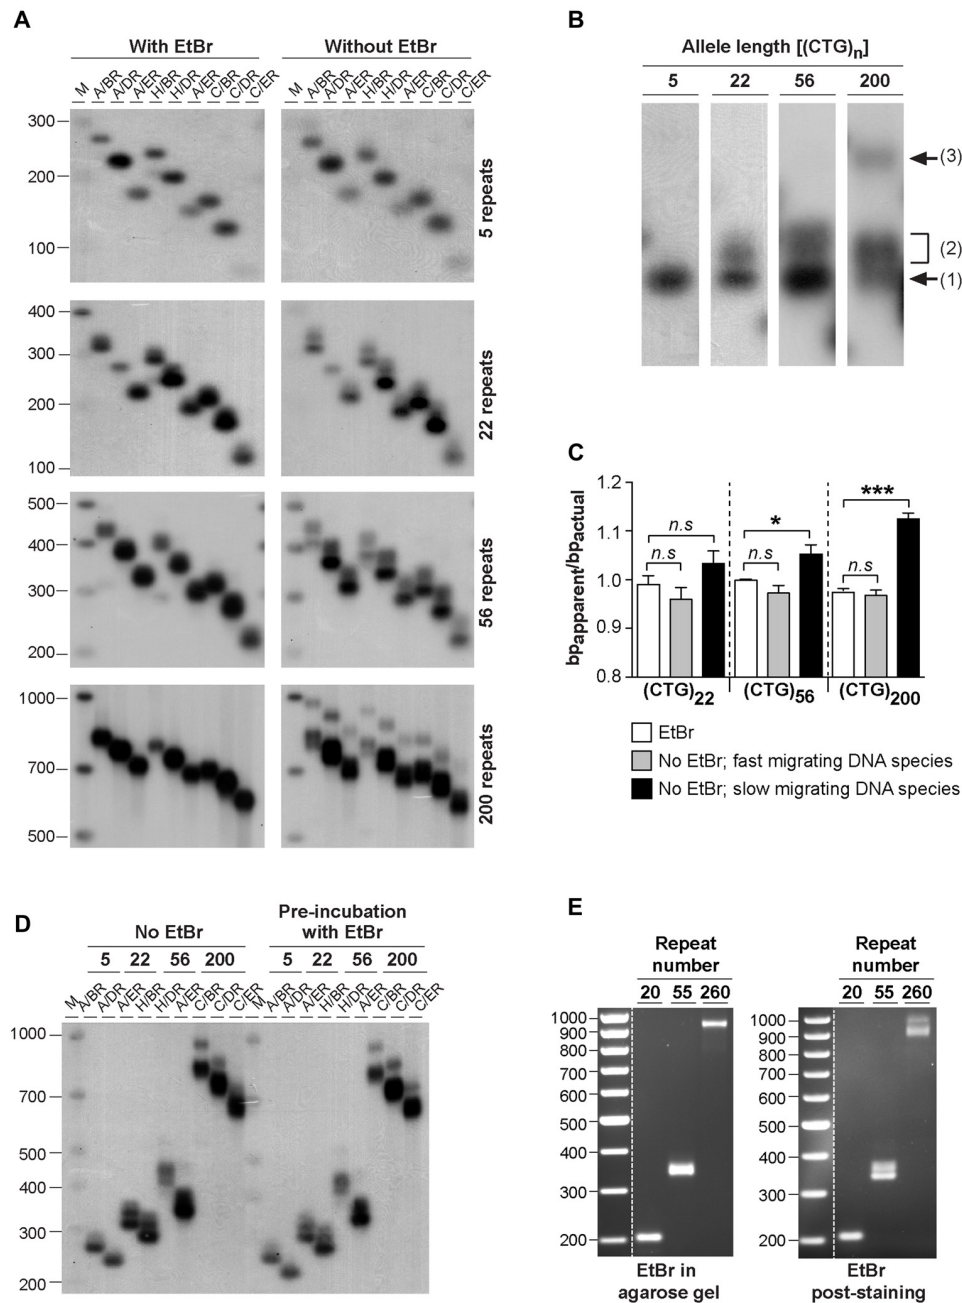 A
With EtBr
Without EtBr
M A/BR A/DR A/ER H/BR H/DR A/ER C/BR C/DR C/ER
M A/BR A/DR A/ER H/BR H/DR A/ER C/BR C/DR C/ER
300
200
100
5 repeats
400
300
200
100
22 repeats
500
400
300
200
56 repeats
1000
700
500
200 repeats
B
Allele length [(CTG)n]
5 22 56 200
(3)
(2)
(1)
C
bpapparent/bpactual
1.2
1.1
1.0
0.9
0.8
n.s
n.s
*
n.s
***
n.s
(CTG)22 (CTG)56 (CTG)200
EtBr
No EtBr; fast migrating DNA species
No EtBr; slow migrating DNA species
D
No EtBr
Pre-incubation
with EtBr
5 22 56 200 5 22 56 200
M A/BR A/DR A/ER H/BR H/DR A/ER C/BR C/DR C/ER M A/BR A/DR A/ER H/BR H/DR A/ER C/BR C/DR C/ER
1000
700
500
400
300
200
E
Repeat
number
20 55 260
1000
900
800
700
600
500
400
300
200
EtBr in
agarose gel
Repeat
number
20 55 260
1000
900
800
700
600
500
400
300
200
EtBr
post-staining